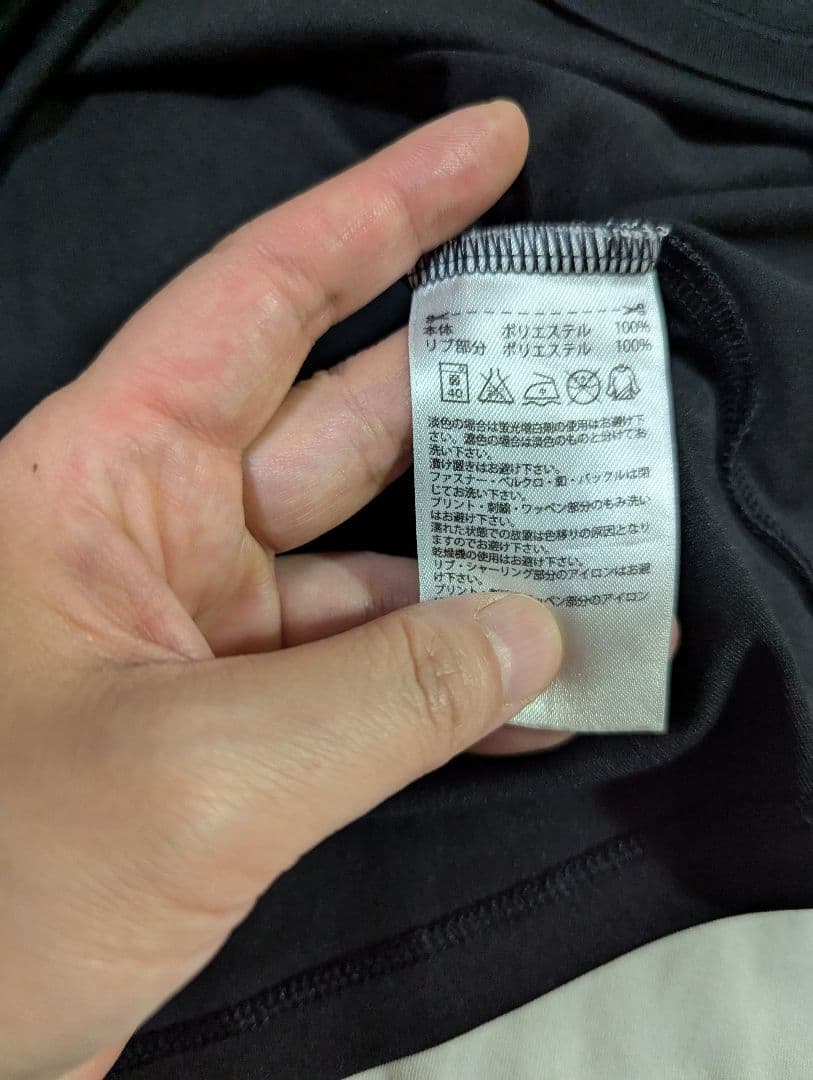 本体 ポリエステル 100%
リブ部分 ポリエステル 100%
40
淡色の場合は蛍光増白剤の使用はお避け下
さい。濃色の場合は淡色のものと分けてお
洗い下さい。
漬け置きはお避け下さい。
ファスナー・ベルクロ・釦・バックルは閉
じてお洗い下さい。
プリント・刺繍・ワッペン部分のもみ洗い
はお避け下さい。
濡れた状態での放置は色移りの原因となり
ますのでお避け下さい。
乾燥機の使用はお避け下さい。
リブ・シャーリング部分のアイロンはお避
け下さい。
プリント・ ペン部分のアイロン